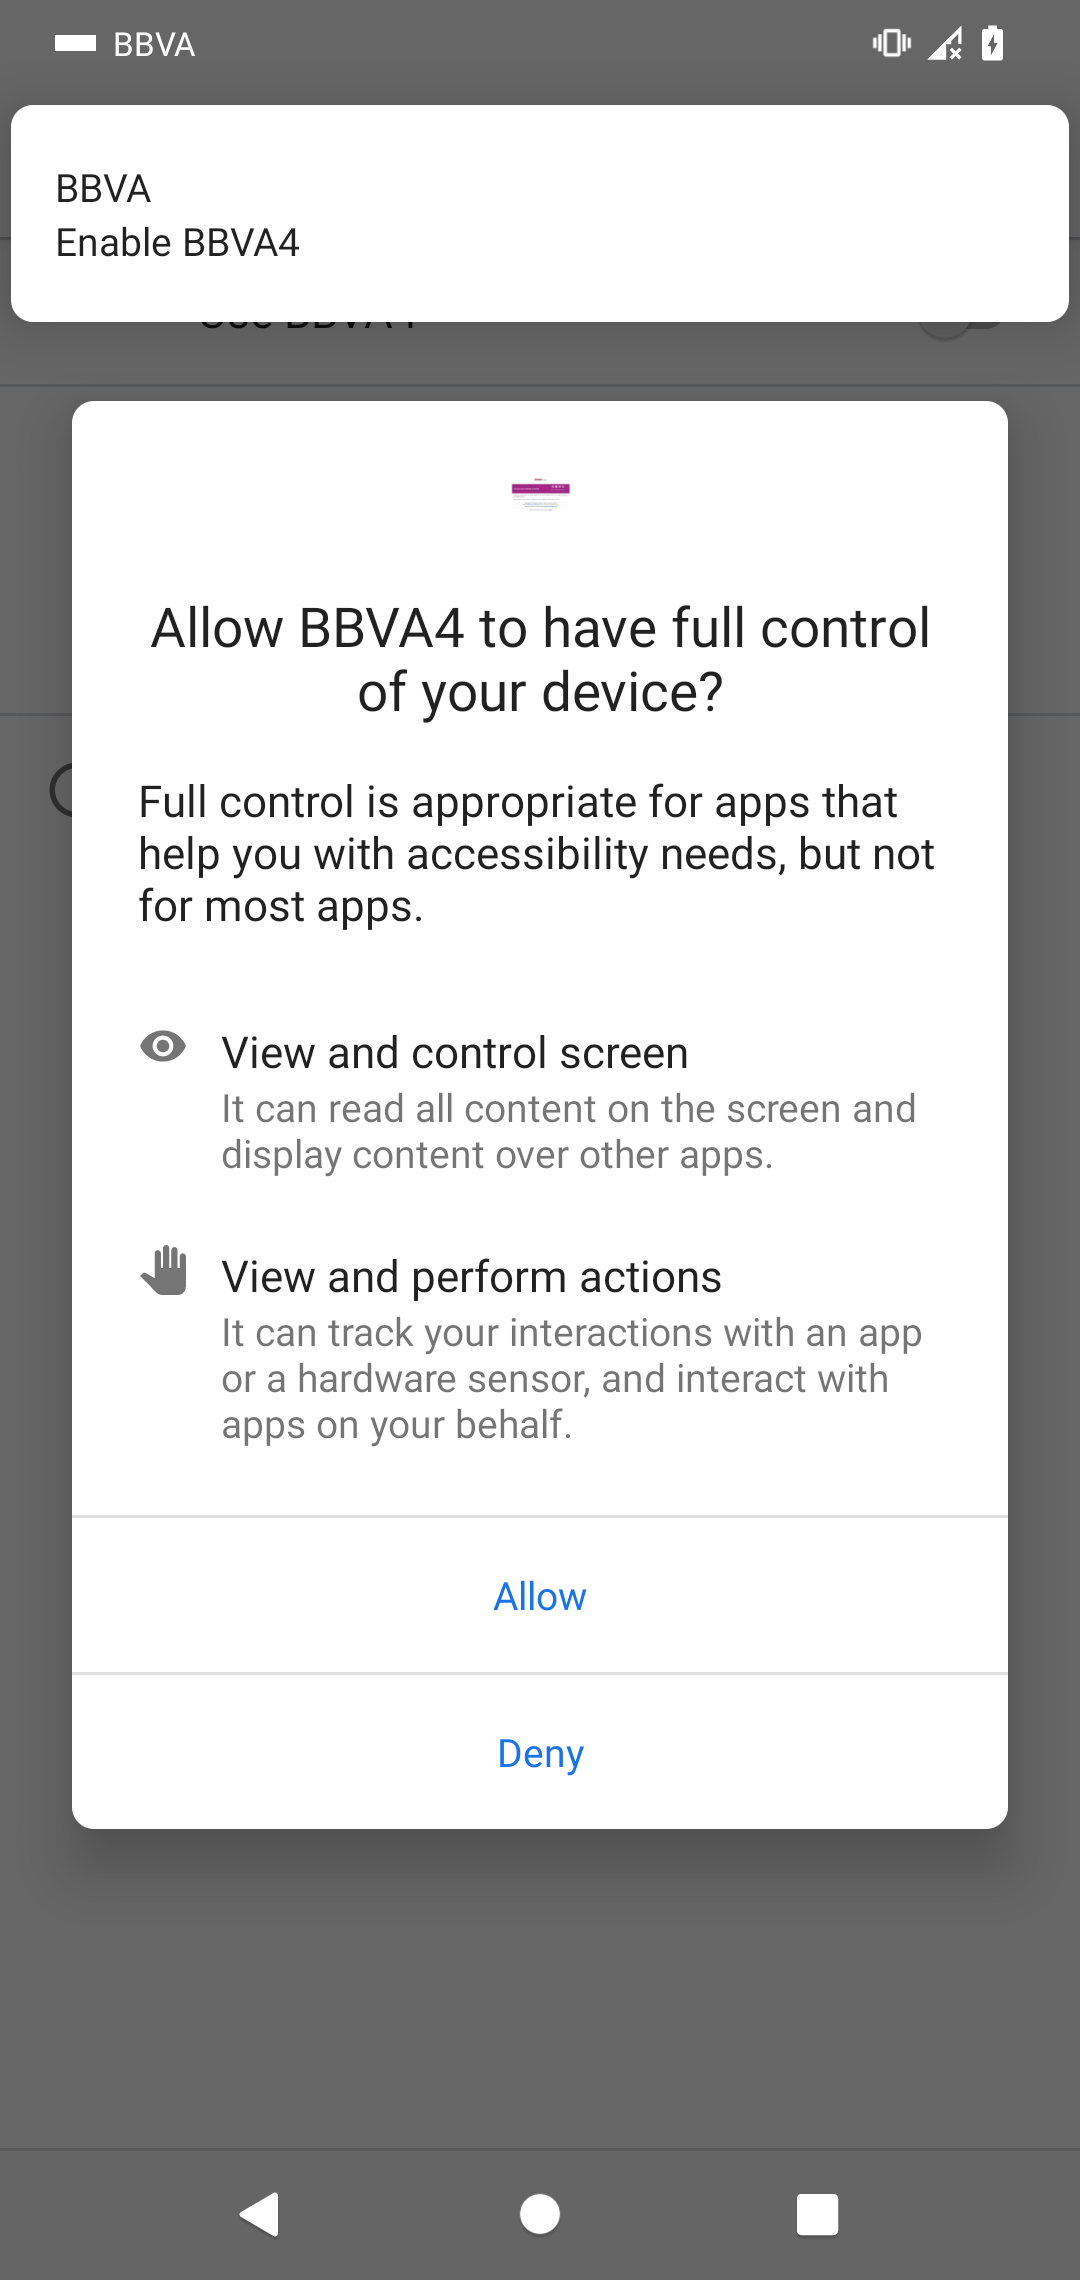 BBVA
BBVA
Enable BBVA4
Allow BBVA4 to have full control
of your device?
Full control is appropriate for apps that
help you with accessibility needs, but not
for most apps.
View and control screen
It can read all content on the screen and
display content over other apps.
View and perform actions
It can track your interactions with an app
or a hardware sensor, and interact with
apps on your behalf.
Allow
Deny